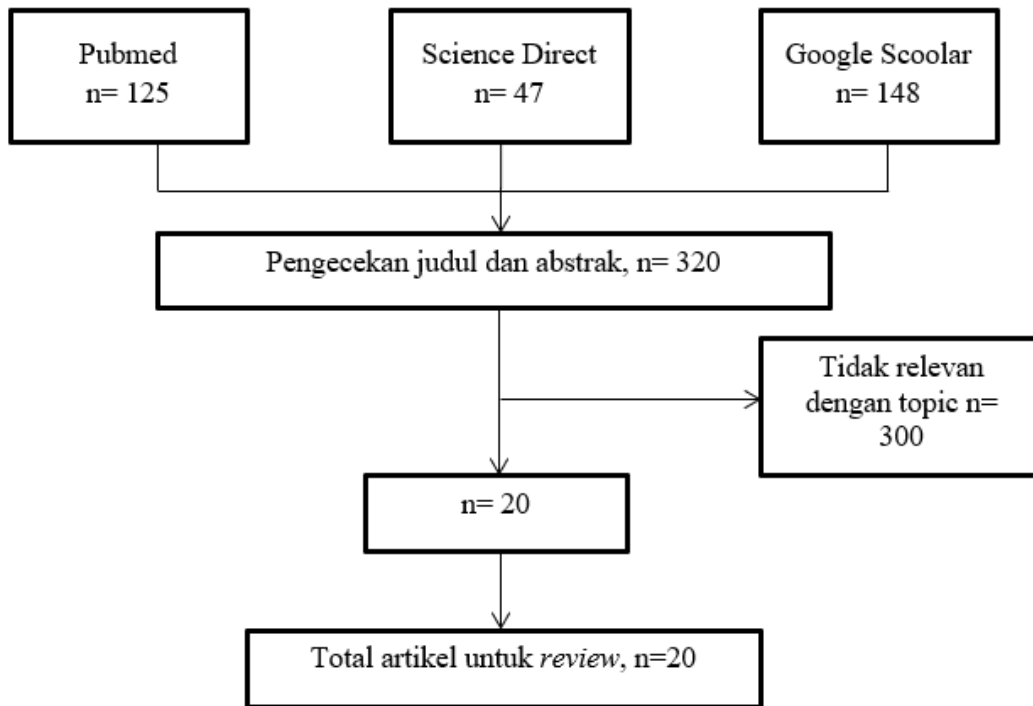 Pubmed
n= 125
Science Direct
n= 47
Google Scoolar
n= 148
Pengecekan judul dan abstrak, n= 320
Tidak relevan
dengan topic n=
300
n= 20
Total artikel untuk review, n=20